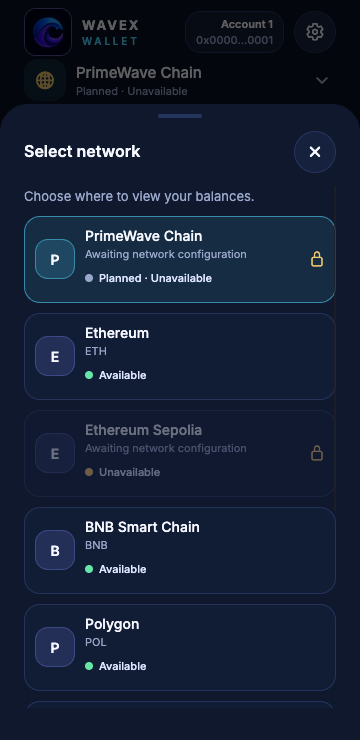 WAVEX
WALLET
Account 1
0x0000...0001
PrimeWave Chain
Planned · Unavailable
Select network
Choose where to view your balances.
P
PrimeWave Chain
Awaiting network configuration
Planned · Unavailable
E
Ethereum
ETH
Available
E
Ethereum Sepolia
Awaiting network configuration
Unavailable
B
BNB Smart Chain
BNB
Available
P
Polygon
POL
Available